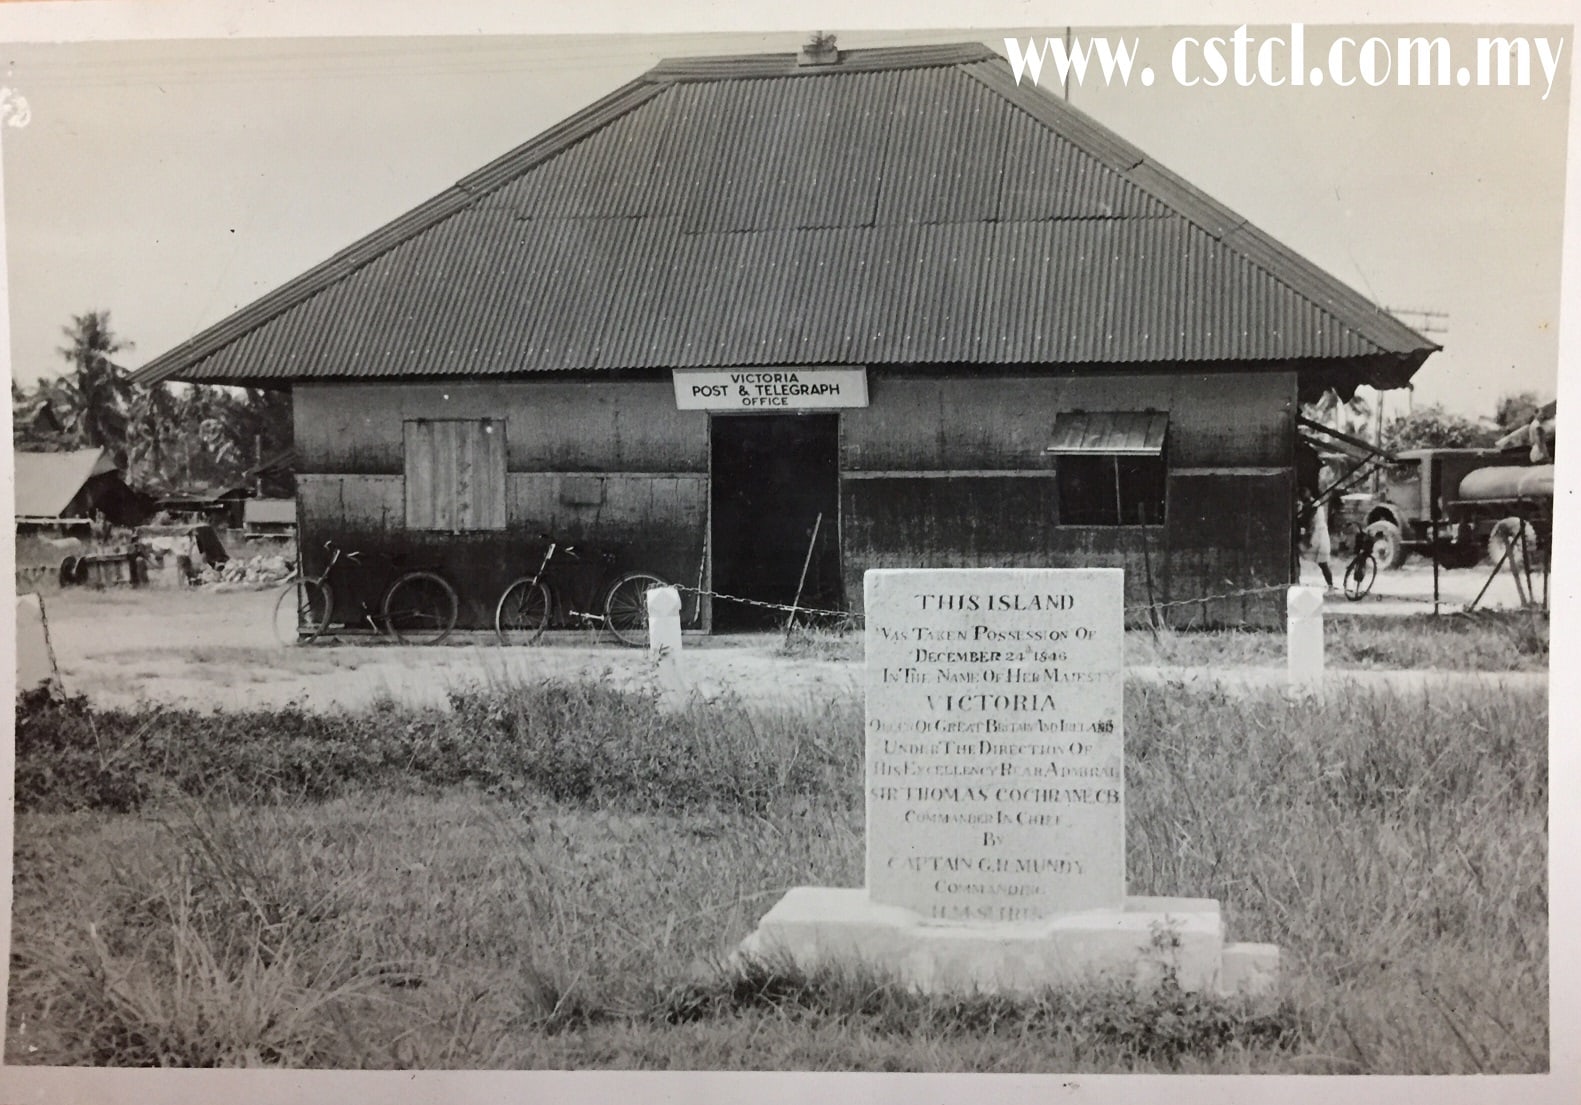 www. cstcl.com.my
VICTORIA
POST & TELEGRAPH
OFFICE
THIS ISLAND
WAS TAKEN POSSESSION OF
DECEMBER 24th 1846
IN THE NAME OF HER MAJESTY
VICTORIA
QUEEN OF GREAT BRITAIN AND IRELAND
UNDER THE DIRECTION OF
HIS EXCELLENCY REAR ADMIRAL
SIR THOMAS COCHRANE, CB.
COMMANDER IN CHIEF
BY
CAPTAIN G. R. MUNDY
COMMANDING
H.M.S. IRIS